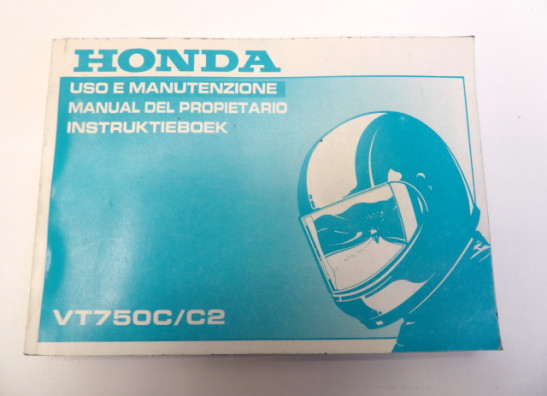 HONDA
USO E MANUTENZIONE
MANUAL DEL PROPIETARIO
INSTRUKTIEBOEK
VT750C/C2